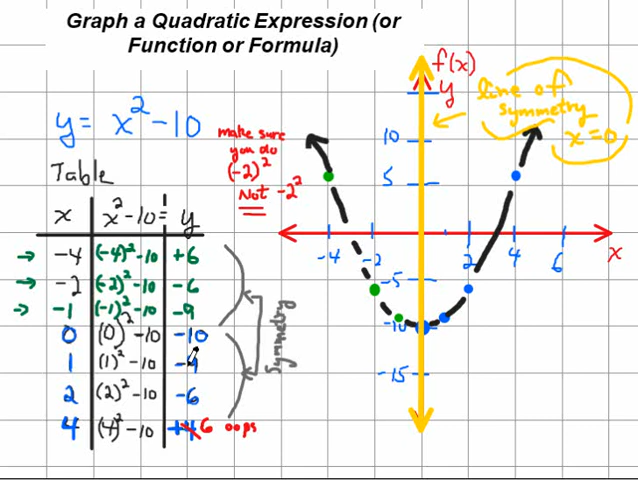 Graph a Quadratic Expression (or
Function or Formula)
y = x² - 10
make sure
you do
(-2)²
Not -2²
Table
x | x² - 10 = | y
→ -4 | (-4)² - 10 | +6
→ -2 | (-2)² - 10 | -6
→ -1 | (-1)² - 10 | -9
0 | (0)² - 10 | -10
1 | (1)² - 10 | -9
2 | (2)² - 10 | -6
4 | (4)² - 10 | +4 6 oops
Symmetry
f(x)
y
line of
symmetry
x = 0
10
5
-4 -2 2 4 6
x
-5
-10
-15